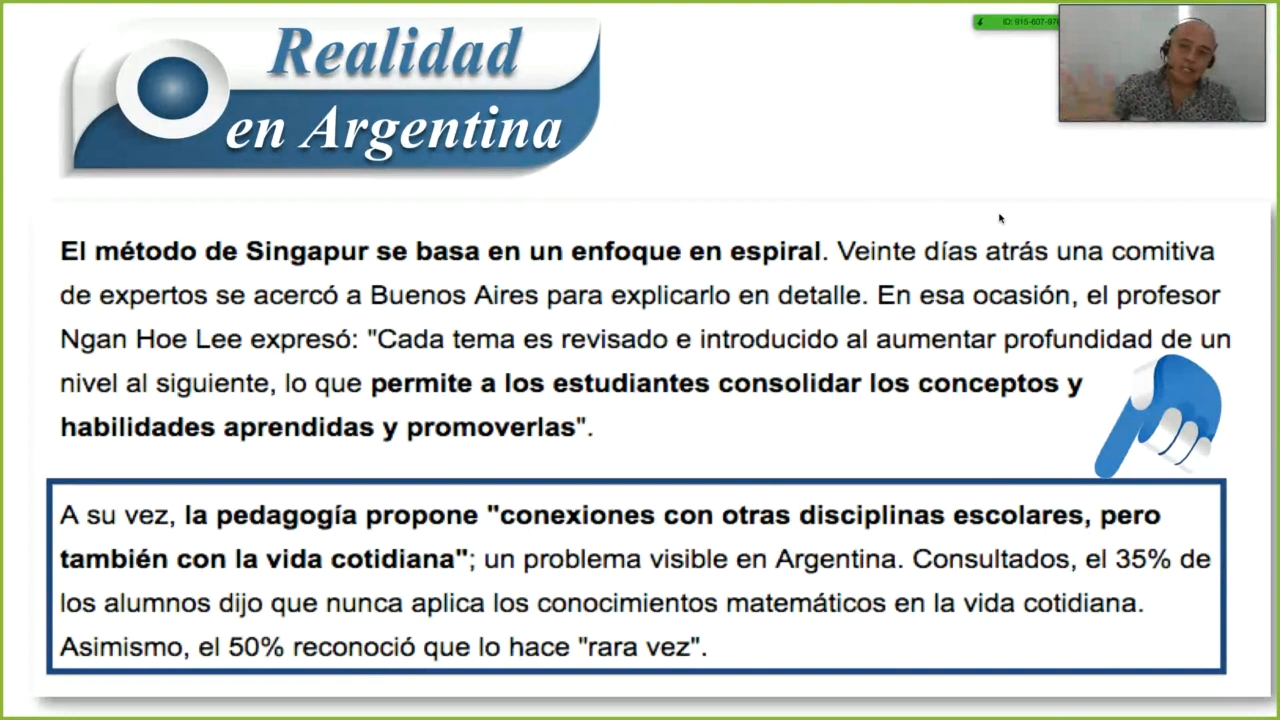 Realidad
en Argentina
El método de Singapur se basa en un enfoque en espiral. Veinte días atrás una comitiva
de expertos se acercó a Buenos Aires para explicarlo en detalle. En esa ocasión, el profesor
Ngan Hoe Lee expresó: "Cada tema es revisado e introducido al aumentar profundidad de un
nivel al siguiente, lo que permite a los estudiantes consolidar los conceptos y
habilidades aprendidas y promoverlas".
A su vez, la pedagogía propone "conexiones con otras disciplinas escolares, pero
también con la vida cotidiana"; un problema visible en Argentina. Consultados, el 35% de
los alumnos dijo que nunca aplica los conocimientos matemáticos en la vida cotidiana.
Asimismo, el 50% reconoció que lo hace "rara vez".